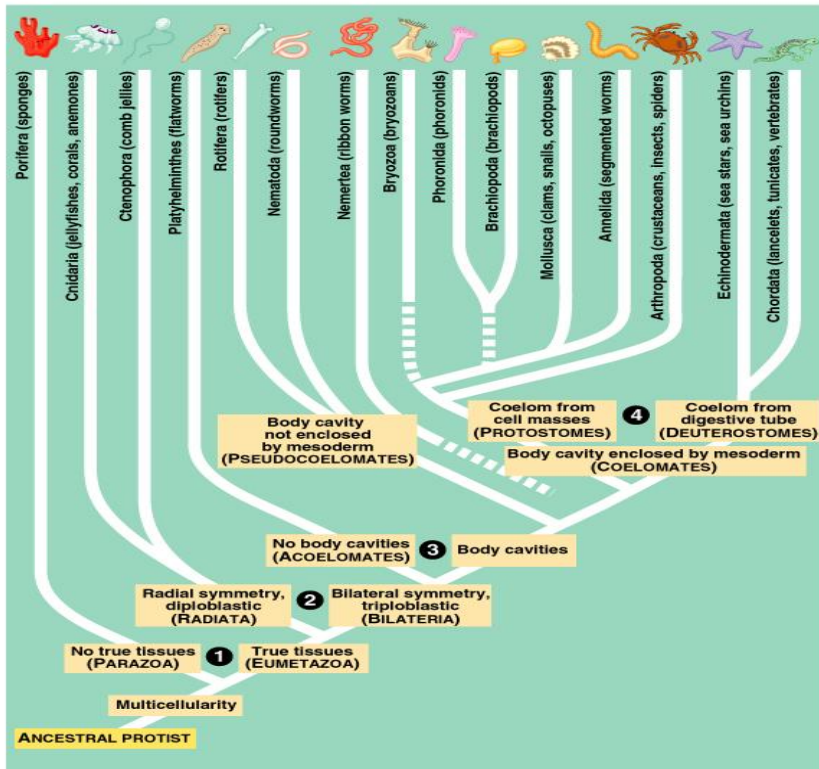 Porifera (sponges)
Cnidaria (jellyfishes, corals, anemones)
Ctenophora (comb jellies)
Platyhelminthes (flatworms)
Rotifera (rotifers)
Nematoda (roundworms)
Nemertea (ribbon worms)
Bryozoa (bryozoans)
Phoronida (phoronids)
Brachiopoda (brachiopods)
Mollusca (clams, snails, octopuses)
Annelida (segmented worms)
Arthropoda (crustaceans, insects, spiders)
Echinodermata (sea stars, sea urchins)
Chordata (lancelets, tunicates, vertebrates)
Body cavity
not enclosed
by mesoderm
(PSEUDOCOELOMATES)
Coelom from
cell masses
(PROTOSTOMES)
4
Coelom from
digestive tube
(DEUTEROSTOMES)
Body cavity enclosed by mesoderm
(COELOMATES)
No body cavities
(ACOELOMATES)
3
Body cavities
Radial symmetry,
diploblastic
(RADIATA)
2
Bilateral symmetry,
triploblastic
(BILATERIA)
No true tissues
(PARAZOA)
1
True tissues
(EUMETAZOA)
Multicellularity
ANCESTRAL PROTIST